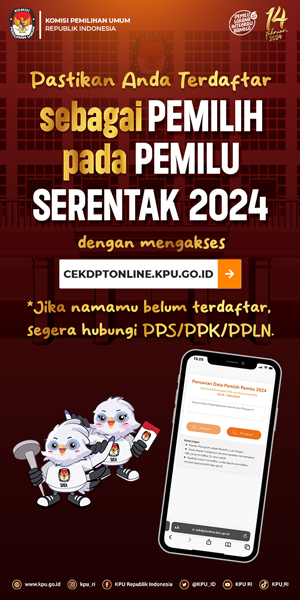 KOMISI PEMILIHAN UMUM
REPUBLIK INDONESIA
14
Februari
2024
Pastikan Anda Terdaftar
sebagai PEMILIH
pada PEMILU
SERENTAK 2024
dengan mengakses
CEKDPTONLINE.KPU.GO.ID
*Jika namamu belum terdaftar,
segera hubungi PPS/PPK/PPLN.
Pencarian Data Pemilih Pemilu 2024
www.kpu.go.id
kpu_ri
KPU Republik Indonesia
@KPU_ID
KPU RI
KPU_RI